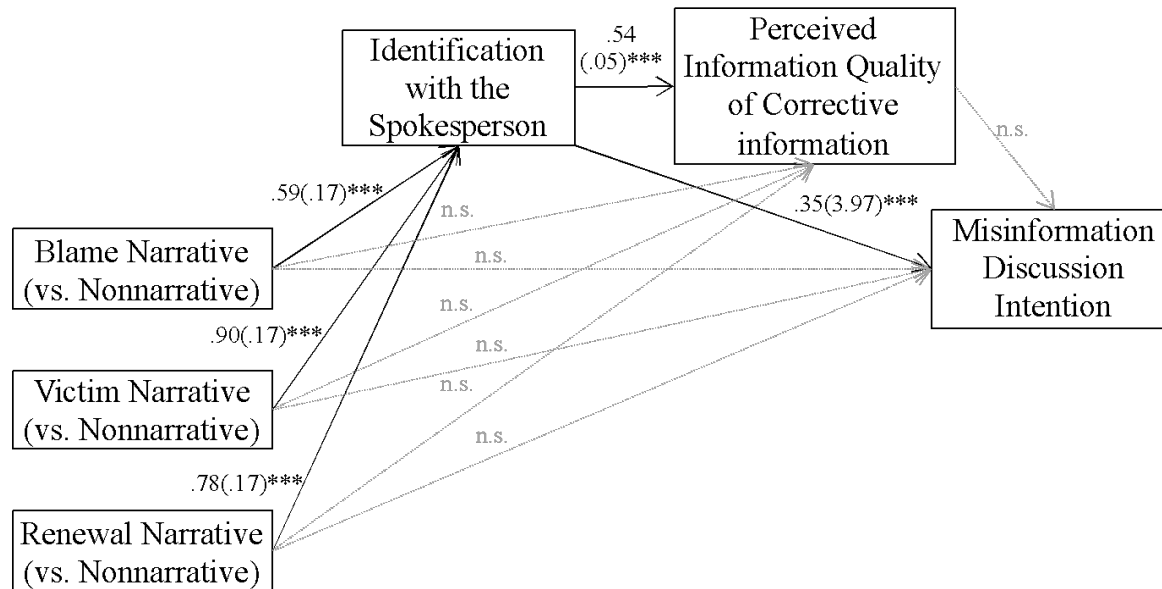 Identification
with the
Spokesperson
.54
(.05)***
Perceived
Information Quality
of Corrective
information
n.s.
.59(.17)***
.35(3.97)***
n.s.
Blame Narrative
(vs. Nonnarrative)
n.s.
Misinformation
Discussion
Intention
n.s.
.90(.17)***
n.s.
n.s.
Victim Narrative
(vs. Nonnarrative)
n.s.
.78(.17)***
Renewal Narrative
(vs. Nonnarrative)